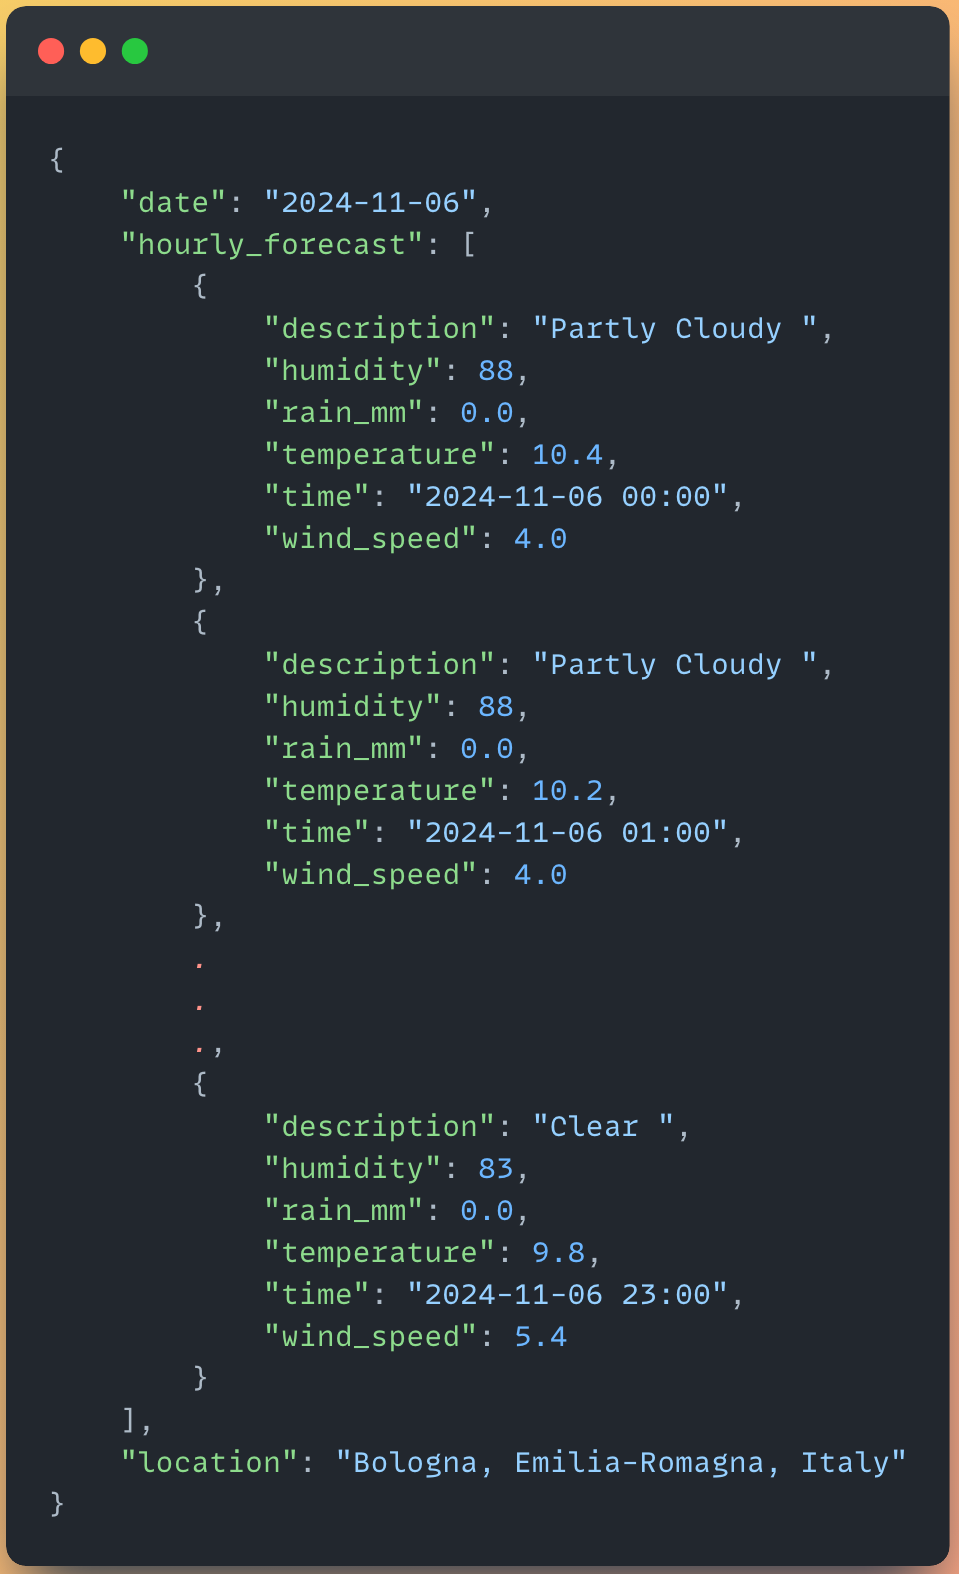 {
    "date": "2024-11-06",
    "hourly_forecast": [
        {
            "description": "Partly Cloudy ",
            "humidity": 88,
            "rain_mm": 0.0,
            "temperature": 10.4,
            "time": "2024-11-06 00:00",
            "wind_speed": 4.0
        },
        {
            "description": "Partly Cloudy ",
            "humidity": 88,
            "rain_mm": 0.0,
            "temperature": 10.2,
            "time": "2024-11-06 01:00",
            "wind_speed": 4.0
        },
        .
        .
        .,
        {
            "description": "Clear ",
            "humidity": 83,
            "rain_mm": 0.0,
            "temperature": 9.8,
            "time": "2024-11-06 23:00",
            "wind_speed": 5.4
        }
    ],
    "location": "Bologna, Emilia-Romagna, Italy"
}